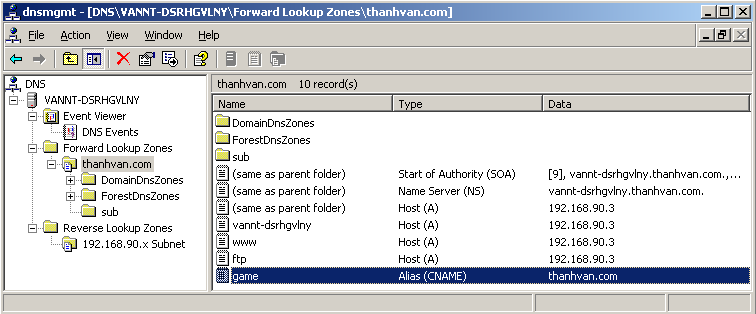 dnsmgmt - [DNS\VANNT-DSRHGVLNY\Forward Lookup Zones\thanhvan.com]
File Action View Window Help
DNS
VANNT-DSRHGVLNY
Event Viewer
DNS Events
Forward Lookup Zones
thanhvan.com
DomainDnsZones
ForestDnsZones
sub
Reverse Lookup Zones
192.168.90.x Subnet
thanhvan.com 10 record(s)
Name Type Data
DomainDnsZones
ForestDnsZones
sub
(same as parent folder) Start of Authority (SOA) [9], vannt-dsrhgvlny.thanhvan.com.,...
(same as parent folder) Name Server (NS) vannt-dsrhgvlny.thanhvan.com.
(same as parent folder) Host (A) 192.168.90.3
vannt-dsrhgvlny Host (A) 192.168.90.3
www Host (A) 192.168.90.3
ftp Host (A) 192.168.90.3
game Alias (CNAME) thanhvan.com